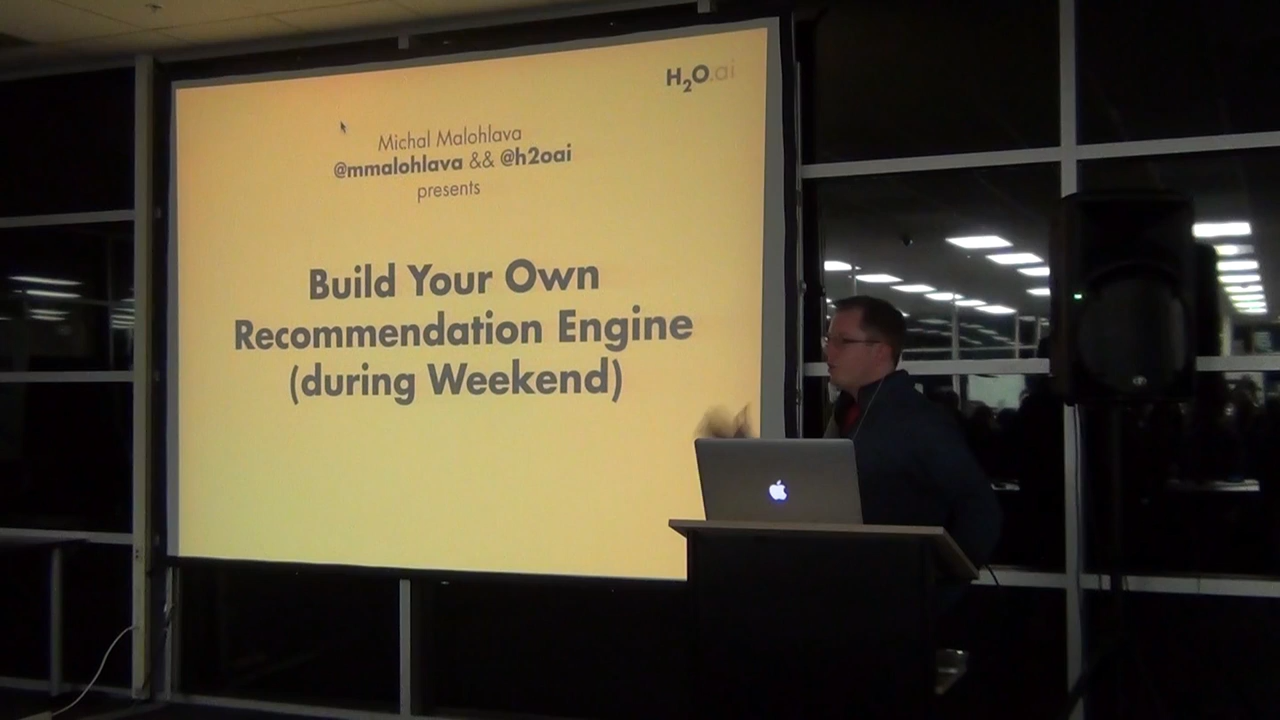 H2O.ai
Michal Malohlava
@mmalohlava && @h2oai
presents
Build Your Own
Recommendation Engine
(during Weekend)